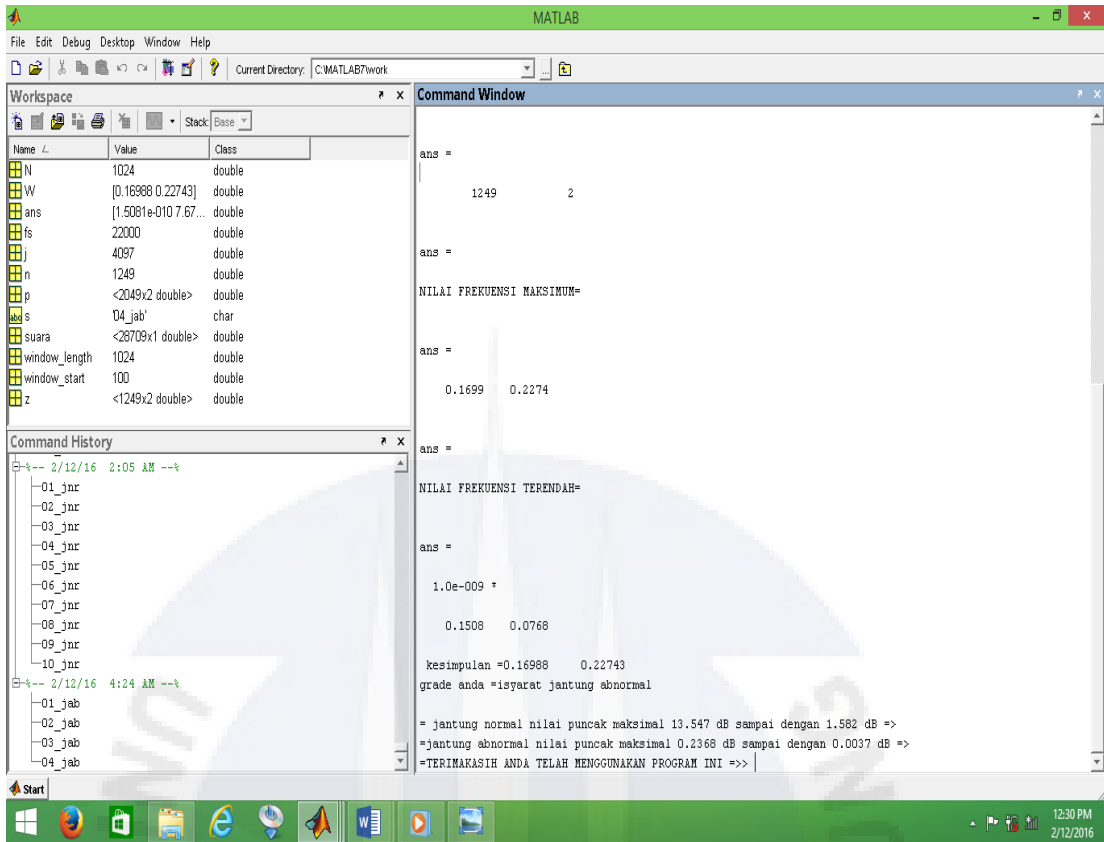 MATLAB
File Edit Debug Desktop Window Help
Current Directory: C:\MATLAB7\work
Workspace
Stack: Base
Name Value Class
N 1024 double
W [0.16988 0.22743] double
ans [1.5081e-010 7.67... double
fs 22000 double
j 4097 double
n 1249 double
p <2049x2 double> double
abc s '04_jab' char
suara <28709x1 double> double
window_length 1024 double
window_start 100 double
z <1249x2 double> double
Command History
%-- 2/12/16 2:05 AM --%
01_jnr
02_jnr
03_jnr
04_jnr
05_jnr
06_jnr
07_jnr
08_jnr
09_jnr
10_jnr
%-- 2/12/16 4:24 AM --%
01_jab
02_jab
03_jab
04_jab
Command Window
ans =
1249 2
ans =
NILAI FREKUENSI MAKSIMUM=
ans =
0.1699 0.2274
ans =
NILAI FREKUENSI TERENDAH=
ans =
1.0e-009 *
0.1508 0.0768
kesimpulan =0.16988 0.22743
grade anda =isyarat jantung abnormal
= jantung normal nilai puncak maksimal 13.547 dB sampai dengan 1.582 dB =>
=jantung abnormal nilai puncak maksimal 0.2368 dB sampai dengan 0.0037 dB =>
=TERIMAKASIH ANDA TELAH MENGGUNAKAN PROGRAM INI =>>
Start
12:30 PM
2/12/2016